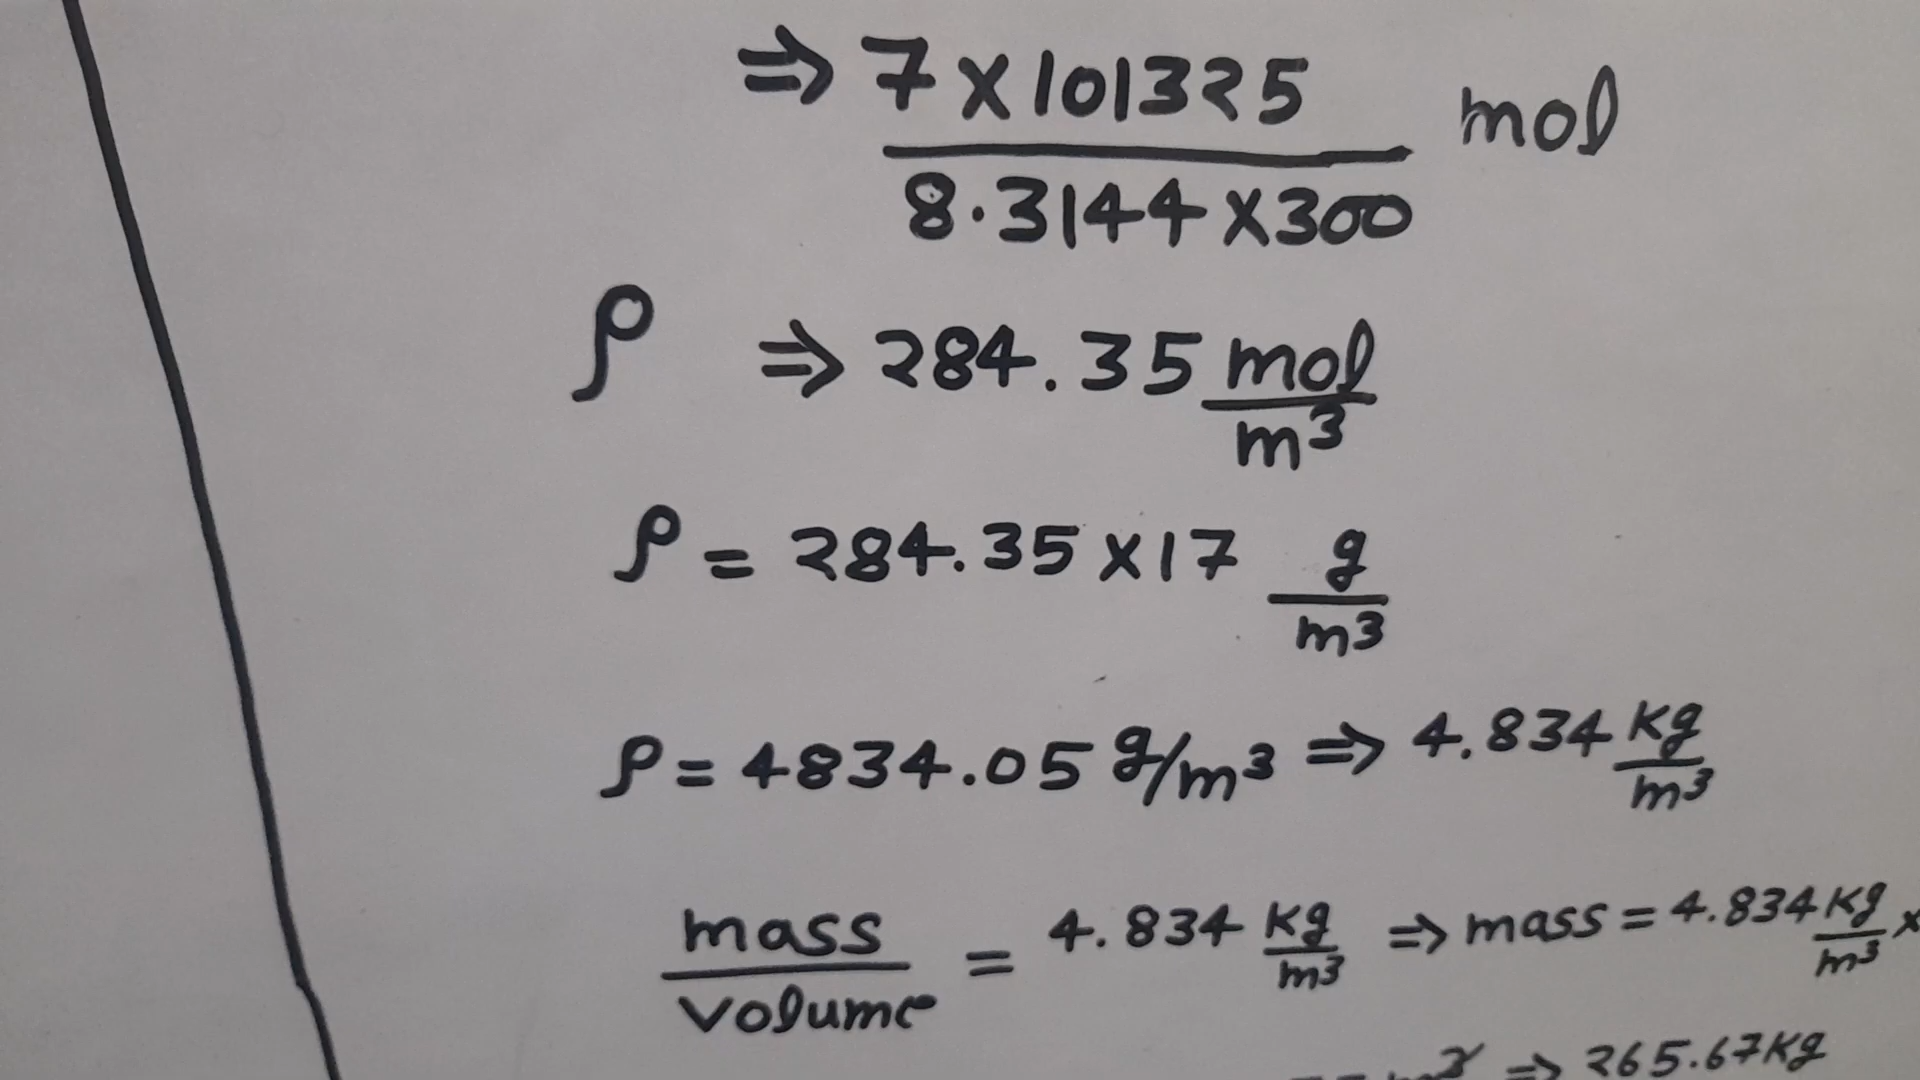 ⇒ 7 × 101325 mol
8.3144 × 300
ρ ⇒ 284.35 mol
m³
ρ = 284.35 × 17 g
m³
ρ = 4834.05 g/m³ ⇒ 4.834 Kg
m³
mass = 4.834 Kg ⇒ mass = 4.834 Kg ×
volume m³ m³
⇒ 265.67 Kg